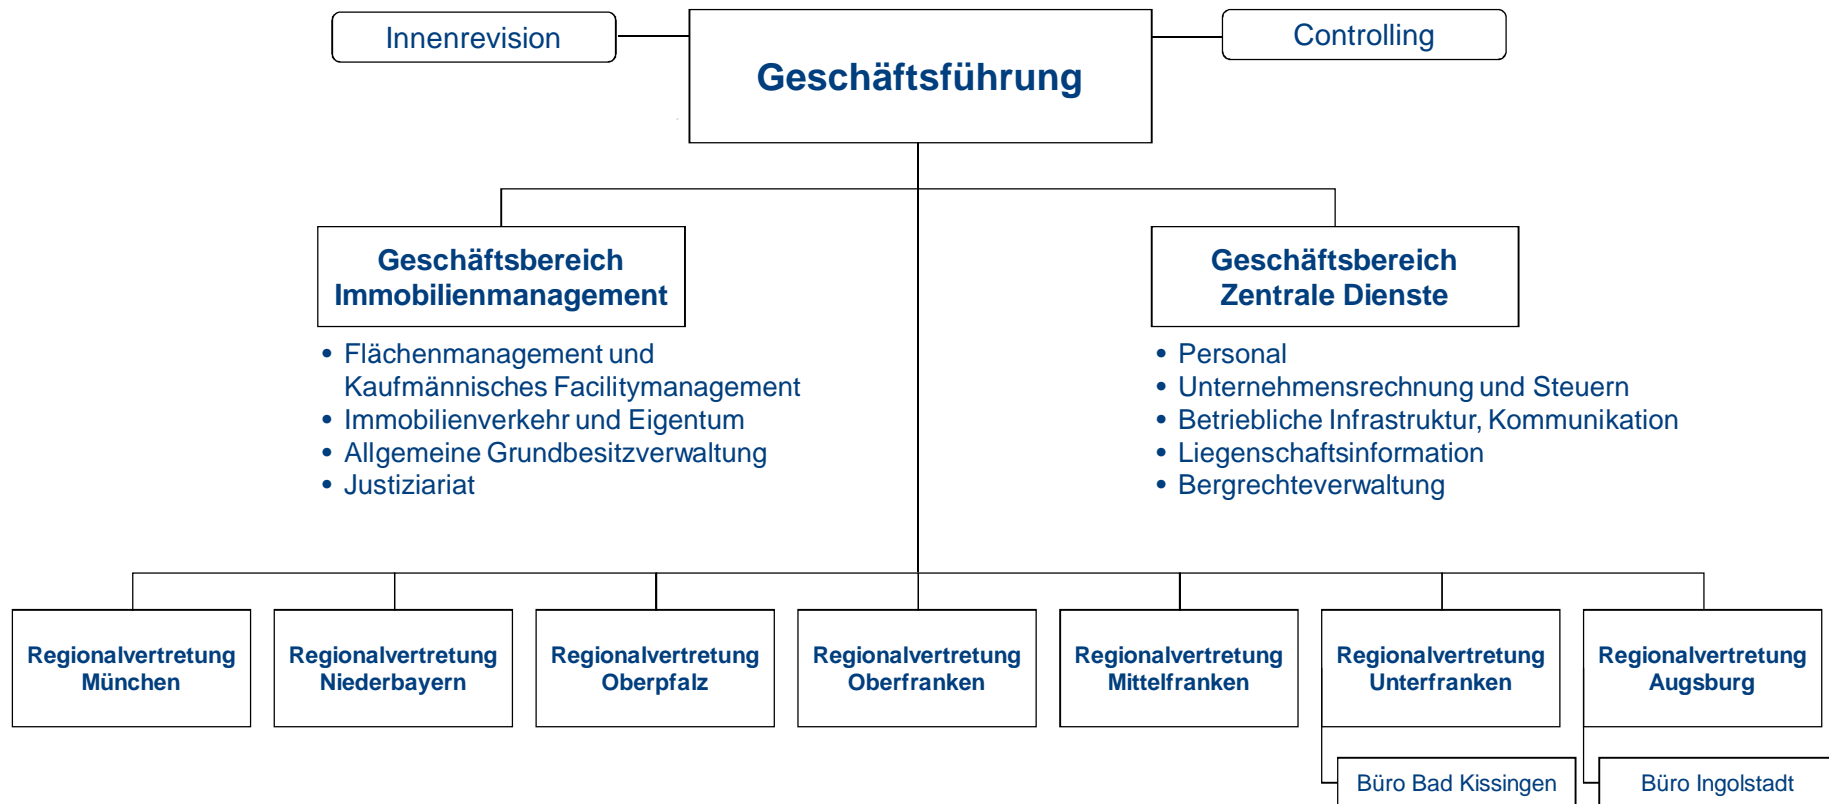 Innenrevision
Geschäftsführung
Controlling
Geschäftsbereich
Immobilienmanagement
• Flächenmanagement und
Kaufmännisches Facilitymanagement
• Immobilienverkehr und Eigentum
• Allgemeine Grundbesitzverwaltung
• Justiziariat
Geschäftsbereich
Zentrale Dienste
• Personal
• Unternehmensrechnung und Steuern
• Betriebliche Infrastruktur, Kommunikation
• Liegenschaftsinformation
• Bergrechteverwaltung
Regionalvertretung
München
Regionalvertretung
Niederbayern
Regionalvertretung
Oberpfalz
Regionalvertretung
Oberfranken
Regionalvertretung
Mittelfranken
Regionalvertretung
Unterfranken
Regionalvertretung
Augsburg
Büro Bad Kissingen
Büro Ingolstadt